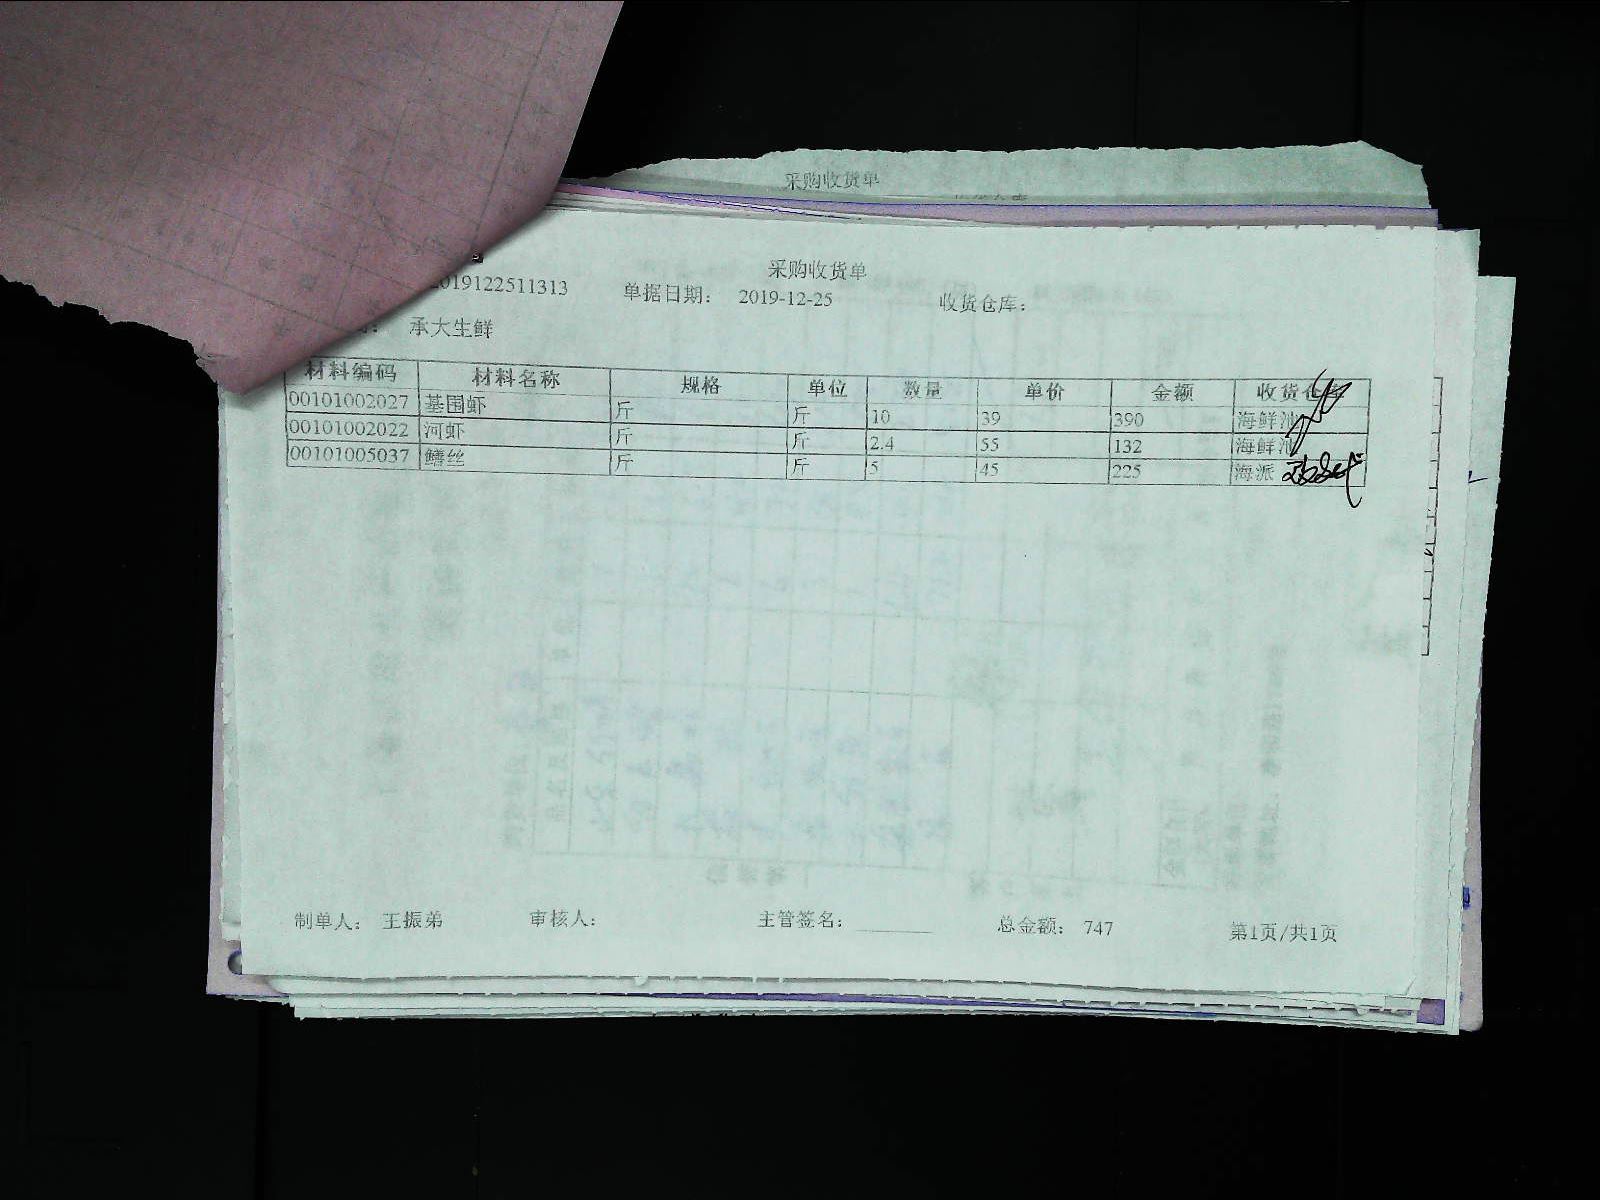 采购收货单
采购收货单
2019122511313 单据日期： 2019-12-25 收货仓库：
承大生鲜
材料编码 材料名称 规格 单位 数量 单价 金额 收货仓库
00101002027 基围虾 斤 斤 10 39 390 海鲜池
00101002022 河虾 斤 斤 2.4 55 132 海鲜池
00101005037 鳝丝 斤 斤 5 45 225 海派
制单人： 王振弟 审核人： 主管签名： 总金额： 747 第1页/共1页